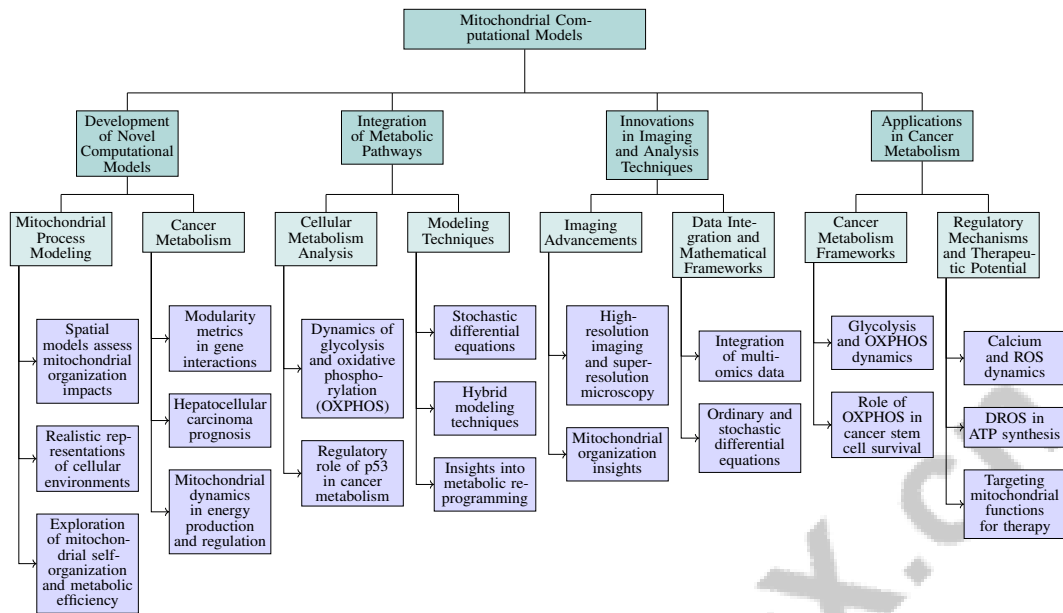 Mitochondrial Com-
putational Models
Development
of Novel
Computational
Models
Integration
of Metabolic
Pathways
Innovations
in Imaging
and Analysis
Techniques
Applications
in Cancer
Metabolism
Mitochondrial
Process
Modeling
Cancer
Metabolism
Cellular
Metabolism
Analysis
Modeling
Techniques
Imaging
Advancements
Data Inte-
gration and
Mathematical
Frameworks
Cancer
Metabolism
Frameworks
Regulatory
Mechanisms
and Therapeu-
tic Potential
Spatial
models assess
mitochondrial
organization
impacts
Realistic rep-
resentations
of cellular
environments
Exploration
of mitochon-
drial self-
organization
and metabolic
efficiency
Modularity
metrics
in gene
interactions
Hepatocellular
carcinoma
prognosis
Mitochondrial
dynamics
in energy
production
and regulation
Dynamics of
glycolysis
and oxidative
phospho-
rylation
(OXPHOS)
Regulatory
role of p53
in cancer
metabolism
Stochastic
differential
equations
Hybrid
modeling
techniques
Insights into
metabolic re-
programming
High-
resolution
imaging
and super-
resolution
microscopy
Mitochondrial
organization
insights
Integration
of multi-
omics data
Ordinary and
stochastic
differential
equations
Glycolysis
and OXPHOS
dynamics
Role of
OXPHOS in
cancer stem
cell survival
Calcium
and ROS
dynamics
DROS in
ATP synthesis
Targeting
mitochondrial
functions
for therapy